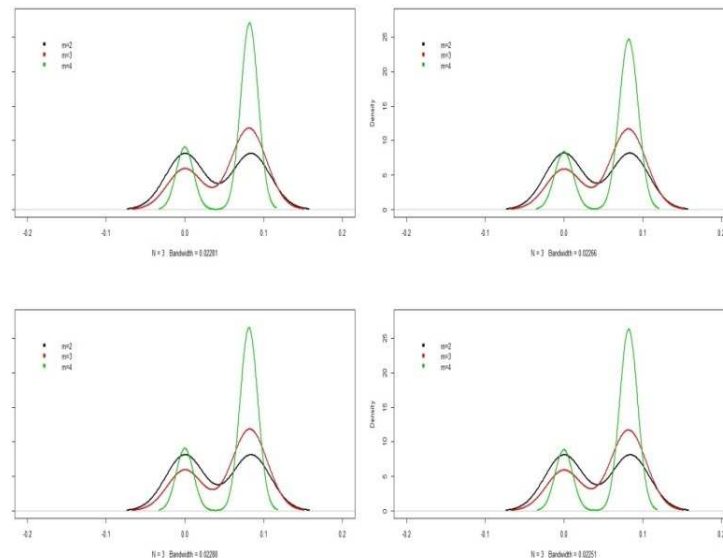 m=2
m=3
m=4
-0.2 -0.1 0.0 0.1 0.2
N = 3 Bandwidth = 0.02281
Density
25
20
15
10
5
0
m=2
m=3
m=4
-0.2 -0.1 0.0 0.1 0.2
N = 3 Bandwidth = 0.02266
m=2
m=3
m=4
-0.2 -0.1 0.0 0.1 0.2
N = 3 Bandwidth = 0.02288
Density
25
20
15
10
5
0
m=2
m=3
m=4
-0.2 -0.1 0.0 0.1 0.2
N = 3 Bandwidth = 0.02251